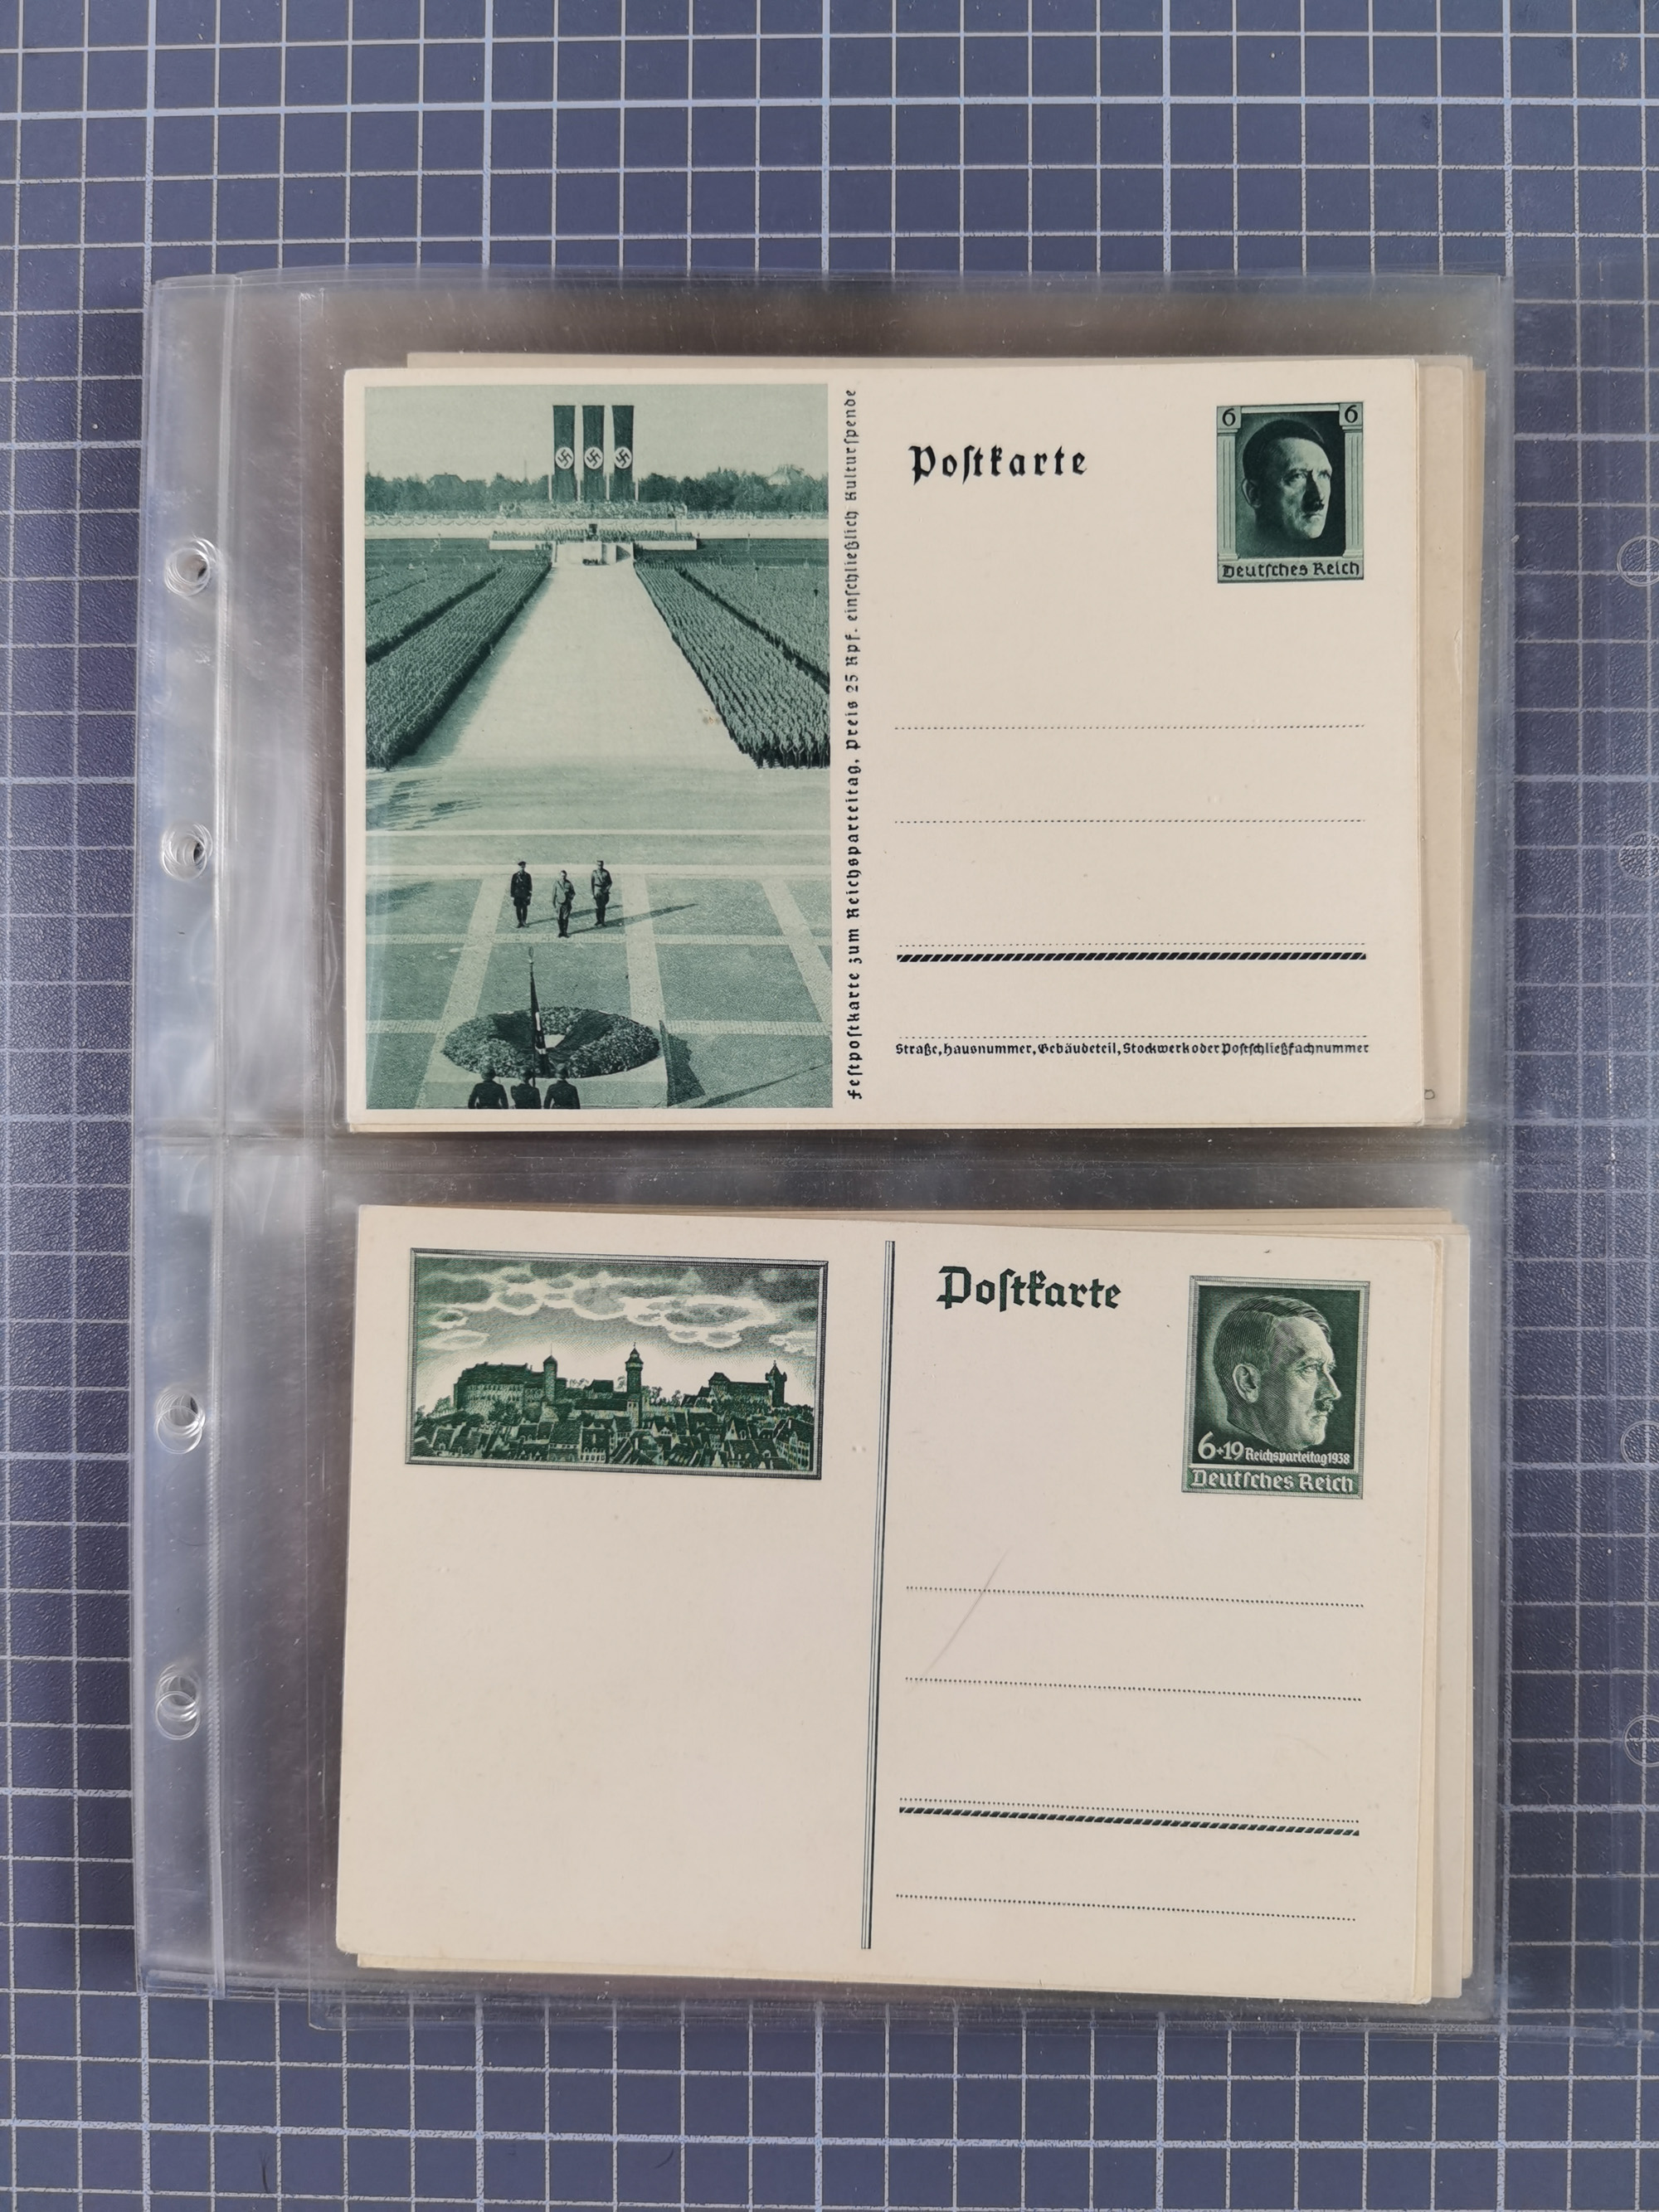 Postkarte
6 6
Deutsches Reich
Festpostkarte zum Reichsparteitag, Preis 25 Rpf. einschließlich Kulturspende
Straße, Hausnummer, Gebäudeteil, Stockwerk oder Postschließfachnummer
Postkarte
6+19 Reichsparteitag 1938
Deutsches Reich